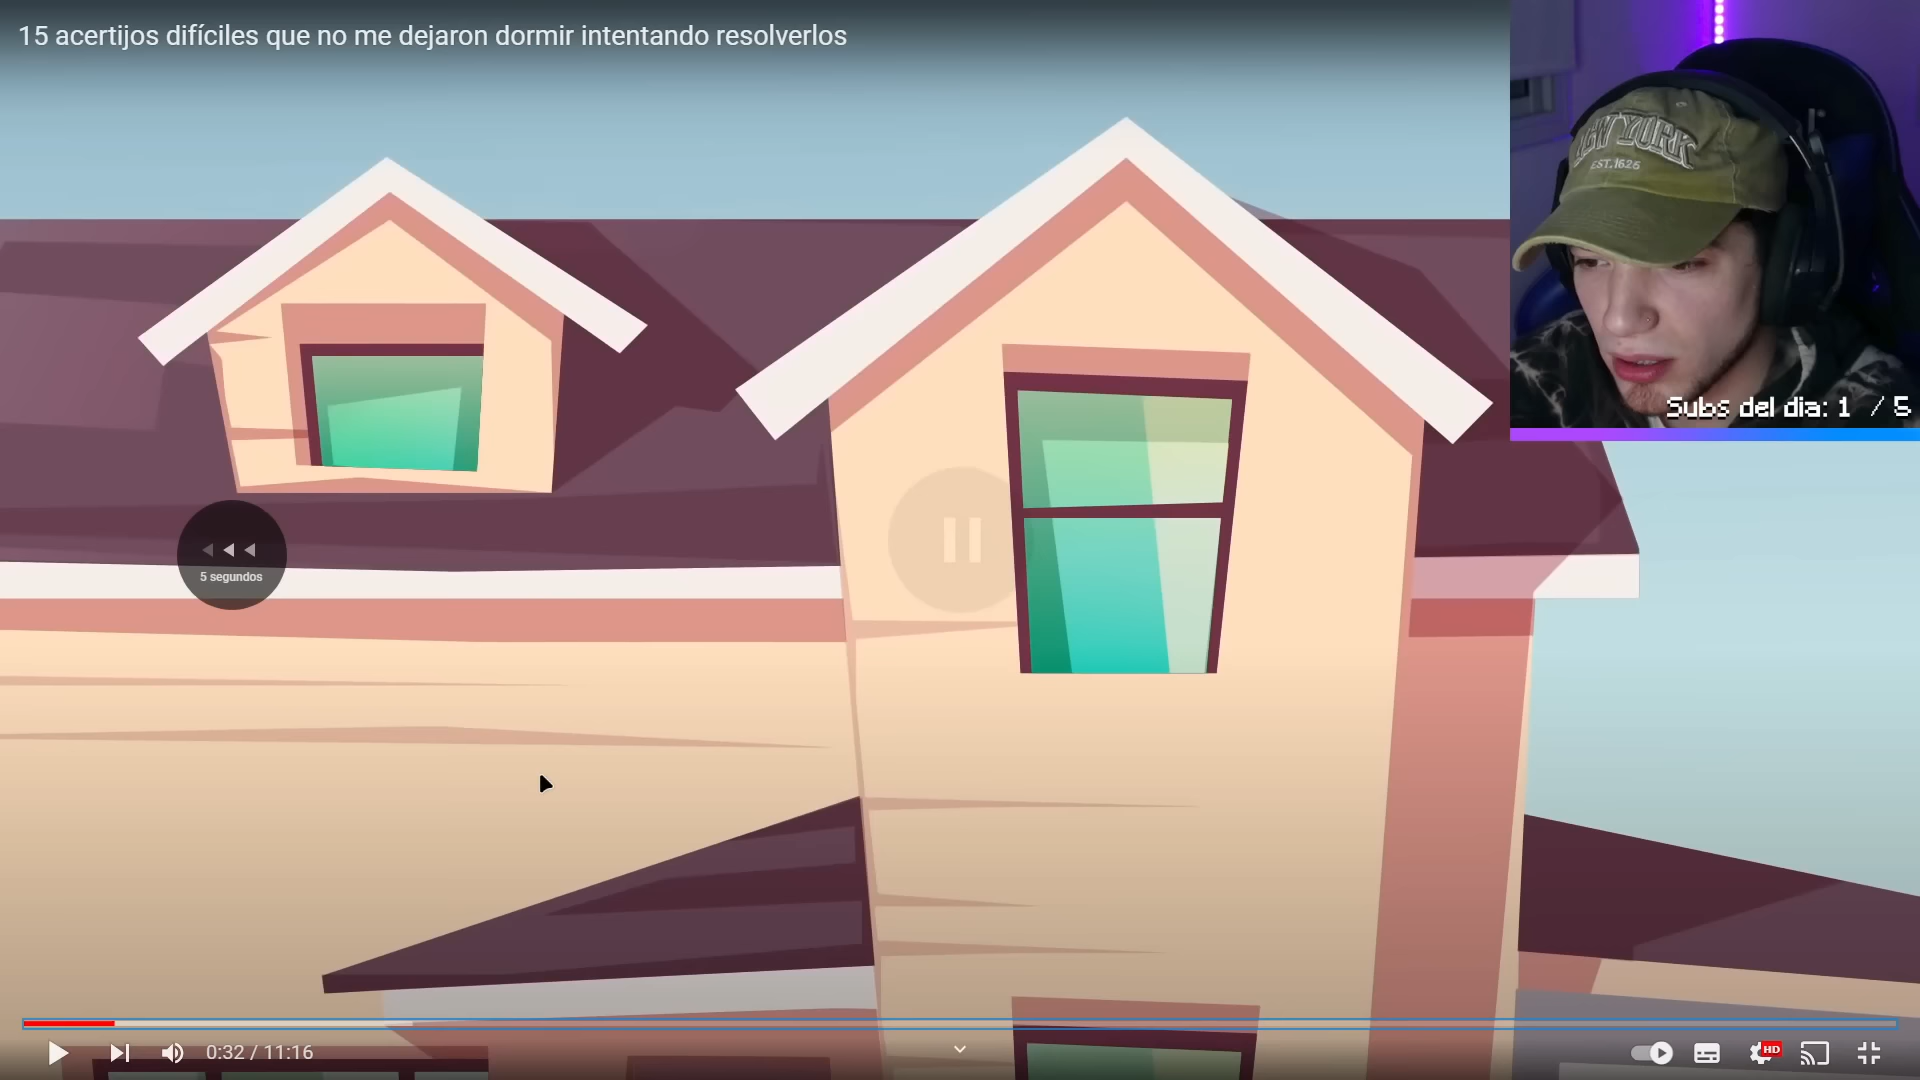 15 acertijos difíciles que no me dejaron dormir intentando resolverlos
NEW YORK
EST. 1626
Subs del dia: 1 / 5
5 segundos
0:32 / 11:16
HD